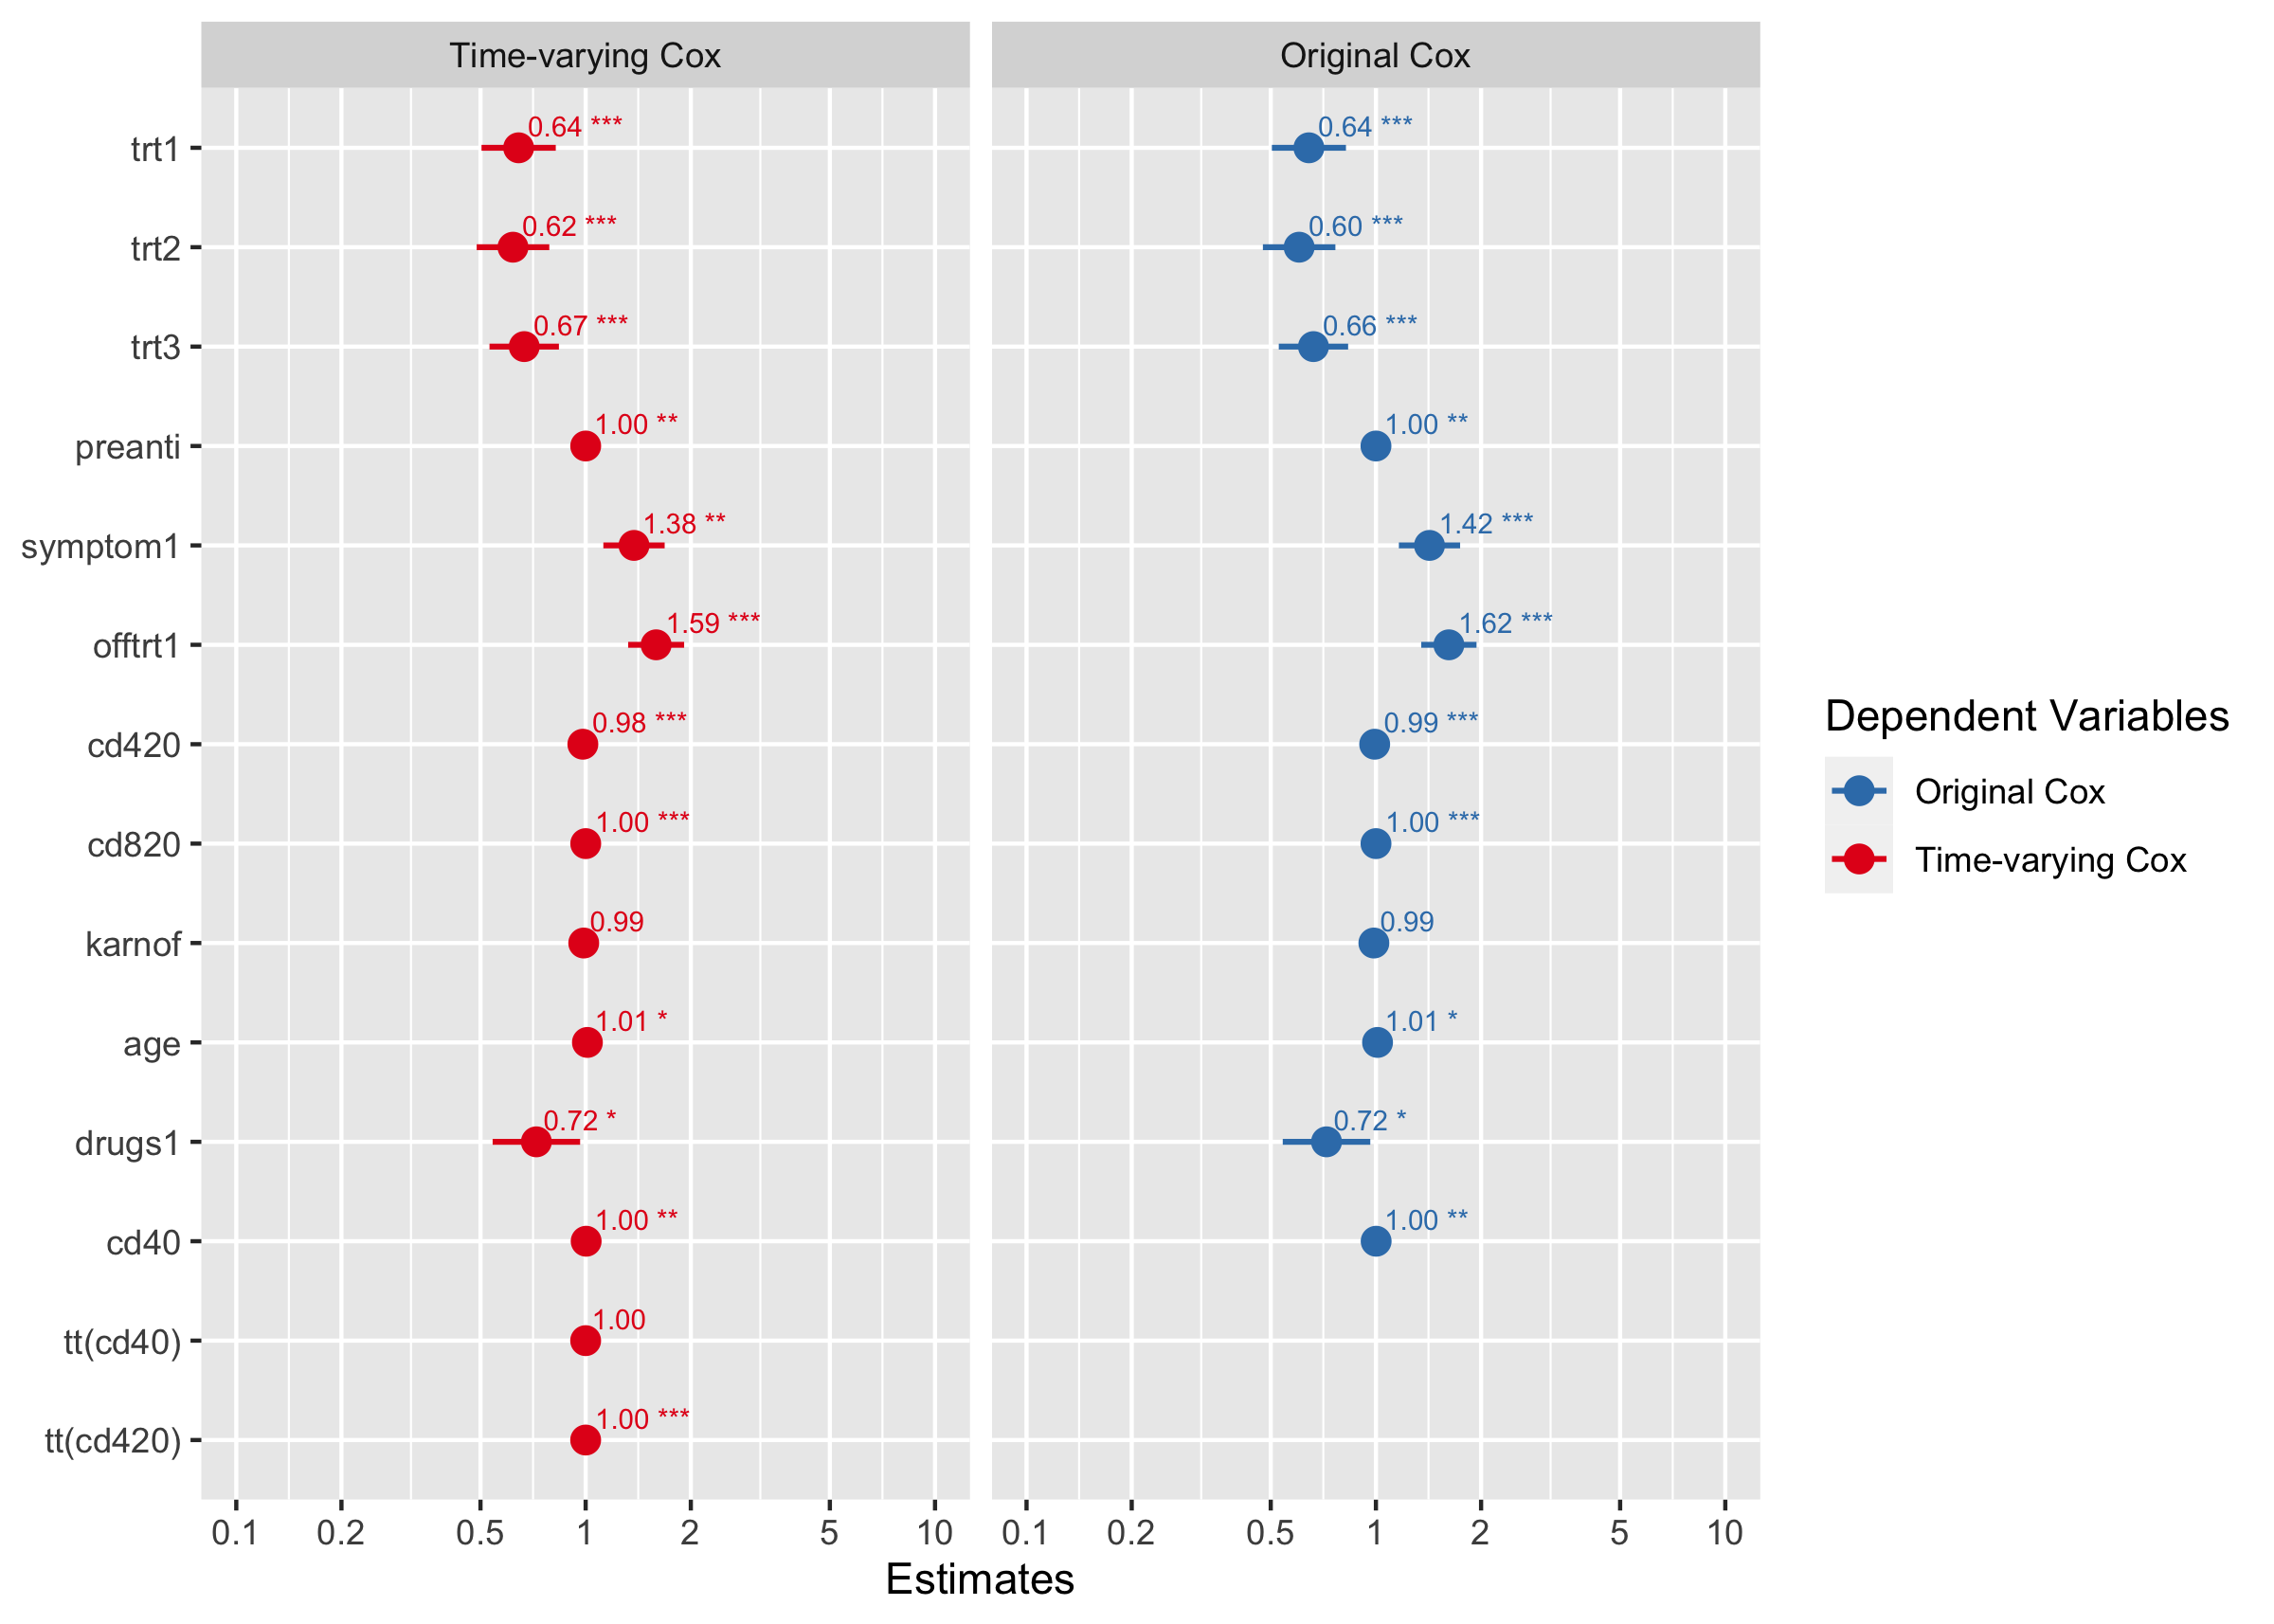 Time-varying Cox
Original Cox
trt1
0.64 ***
0.64 ***
trt2
0.62 ***
0.60 ***
trt3
0.67 ***
0.66 ***
preanti
1.00 **
1.00 **
symptom1
1.38 **
1.42 ***
offtrt1
1.59 ***
1.62 ***
cd420
0.98 ***
0.99 ***
cd820
1.00 ***
1.00 ***
karnof
0.99
0.99
age
1.01 *
1.01 *
drugs1
0.72 *
0.72 *
cd40
1.00 **
1.00 **
tt(cd40)
1.00
tt(cd420)
1.00 ***
0.1 0.2 0.5 1 2 5 10
0.1 0.2 0.5 1 2 5 10
Estimates
Dependent Variables
Original Cox
Time-varying Cox